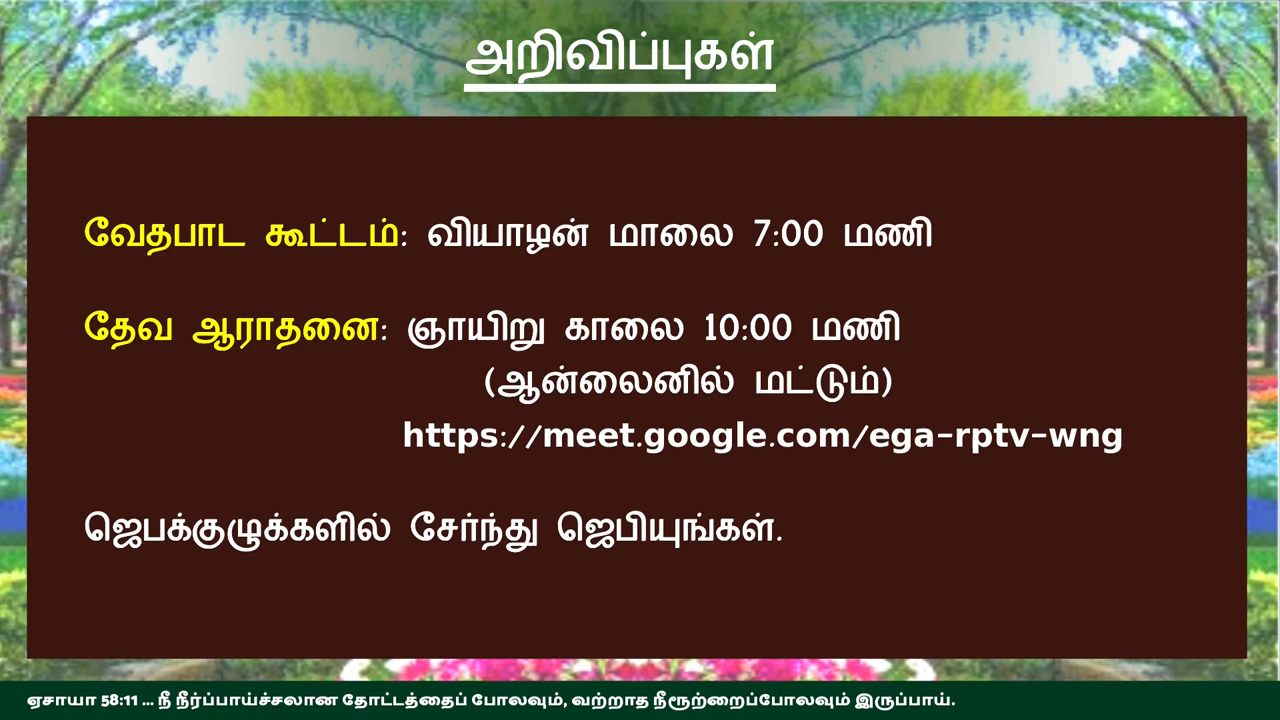 அறிவிப்புகள்
வேதபாட கூட்டம்: வியாழன் மாலை 7:00 மணி
தேவ ஆராதனை: ஞாயிறு காலை 10:00 மணி
(ஆன்லைனில் மட்டும்)
https://meet.google.com/ega-rptv-wng
ஜெபக்குழுக்களில் சேர்ந்து ஜெபியுங்கள்.
ஏசாயா 58:11 ... நீ நீர்ப்பாய்ச்சலான தோட்டத்தைப் போலவும், வற்றாத நீரூற்றைப்போலவும் இருப்பாய்.